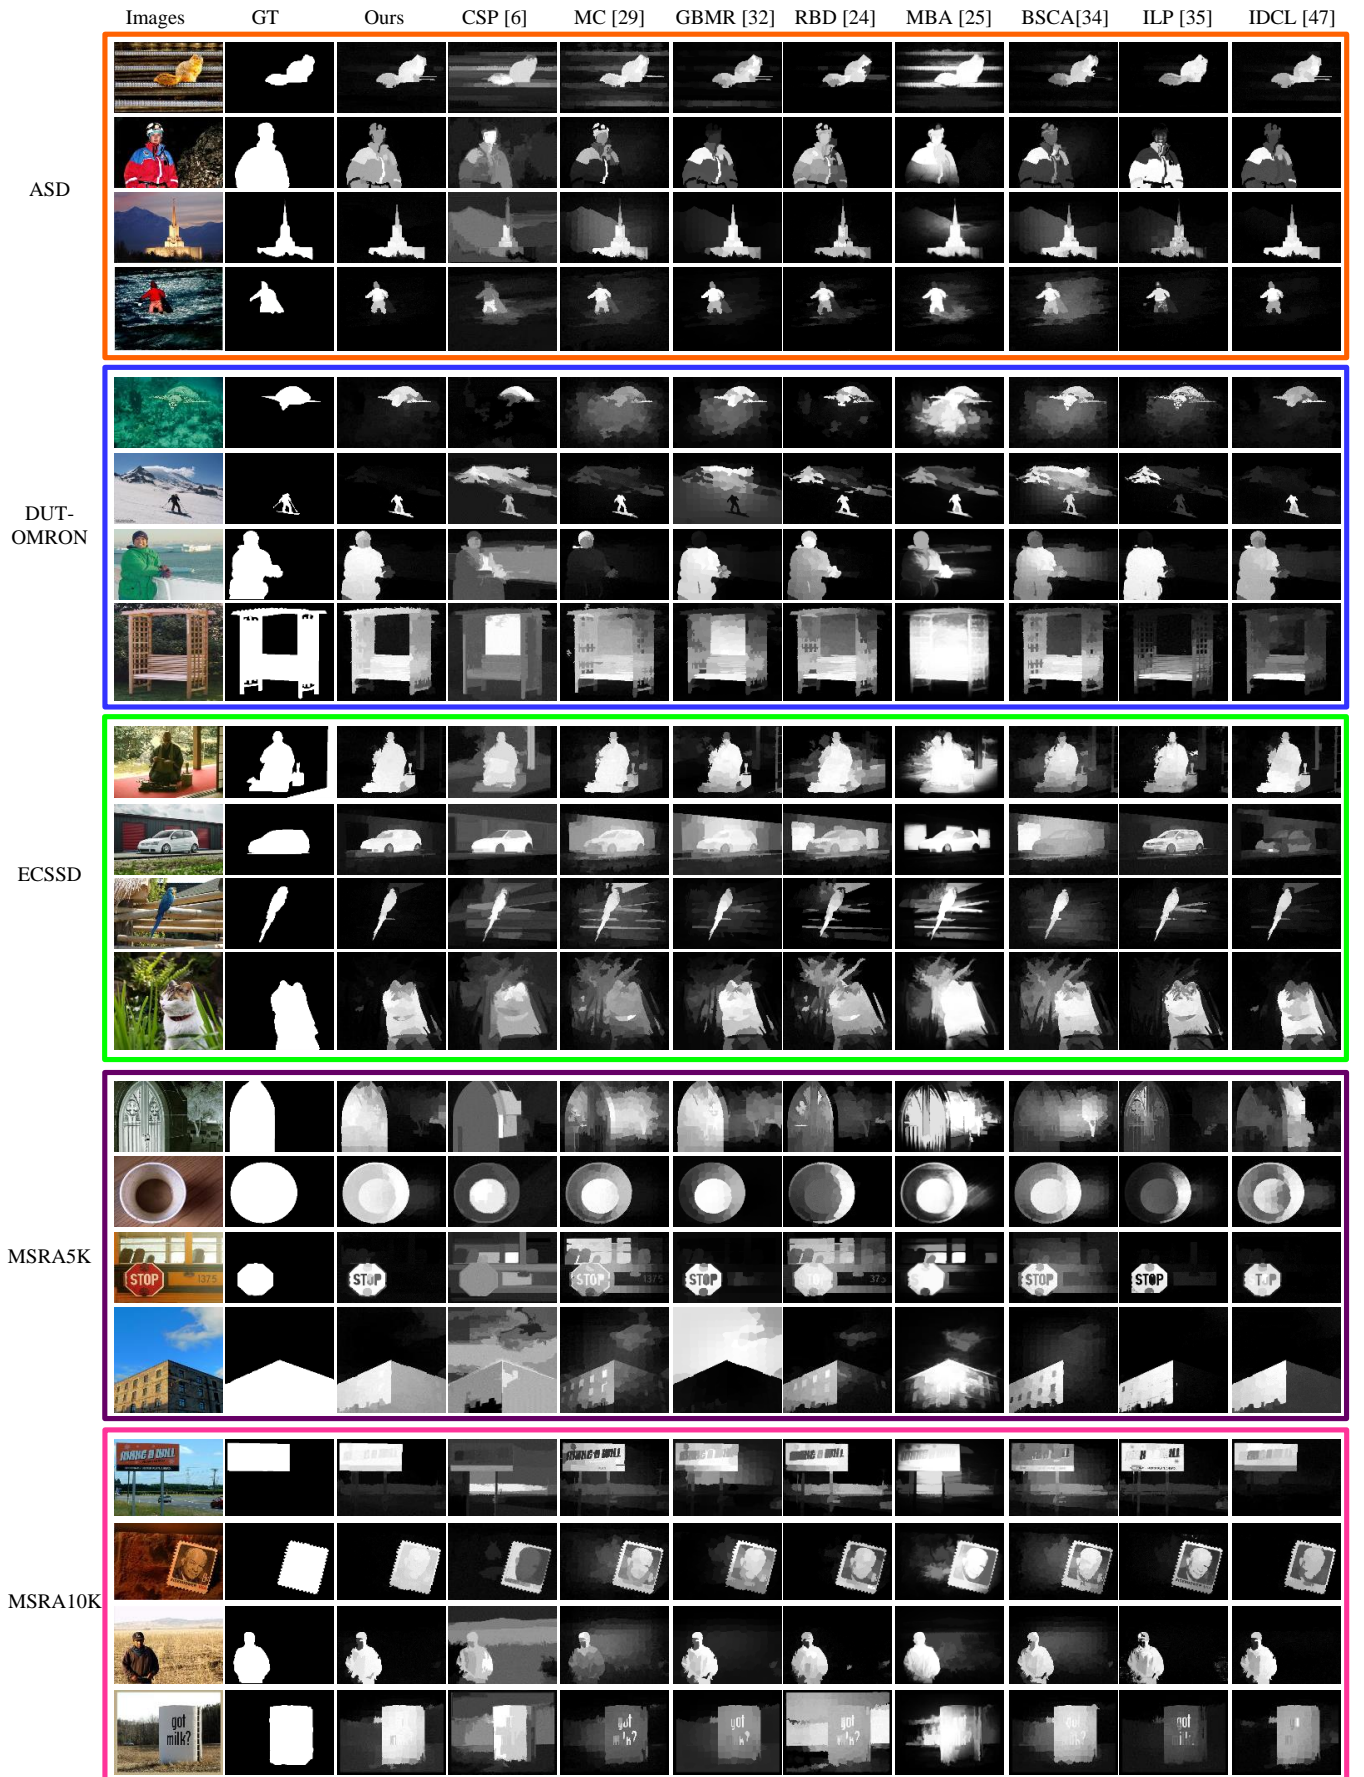 Images GT Ours CSP [6] MC [29] GBMR [32] RBD [24] MBA [25] BSCA[34] ILP [35] IDCL [47]
ASD
DUT-
OMRON
ECSSD
MSRA5K
STOP 1375
MSRA10K
got
milk?